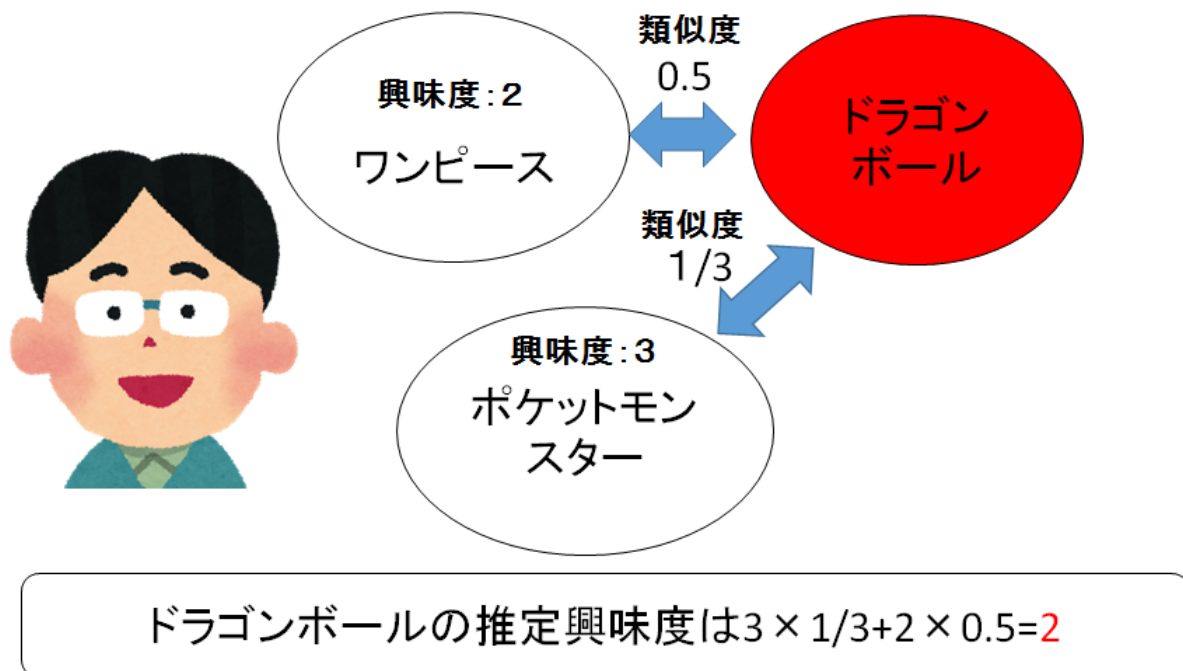 類似度
0.5
興味度:2
ワンピース
ドラゴン
ボール
類似度
1/3
興味度:3
ポケットモン
スター
ドラゴンボールの推定興味度は3×1/3+2×0.5=2